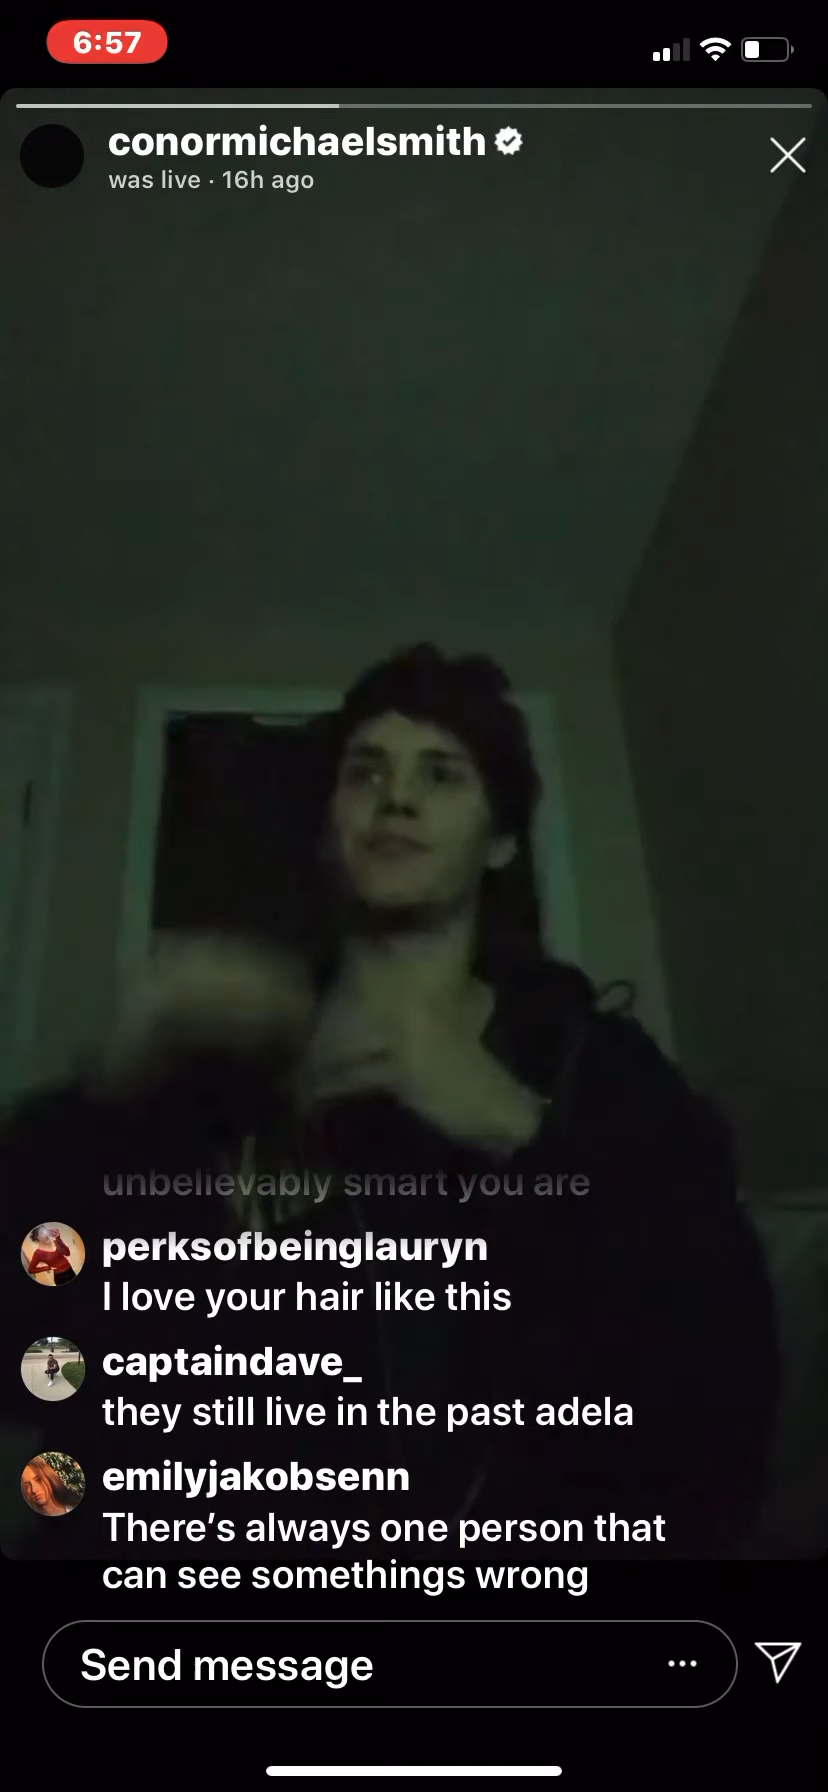 6:57
conormichaelsmith
was live · 16h ago
unbelievably smart you are
perksofbeinglauryn
I love your hair like this
captaindave_
they still live in the past adela
emilyjakobsenn
There's always one person that
can see somethings wrong
Send message